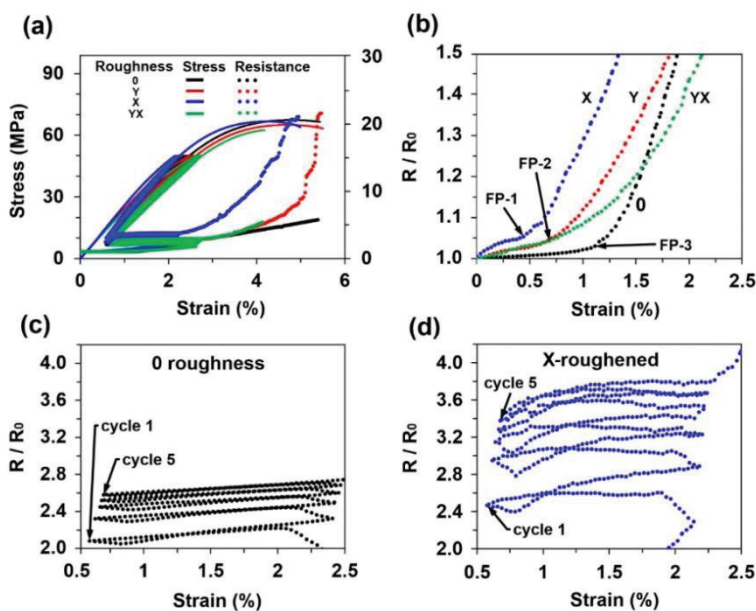 (a)
Roughness Stress Resistance
0
Y
X
YX
Stress (MPa)
90
60
30
0
30
20
10
0
0 1 2 3 4 5 6
Strain (%)
(b)
R / R0
1.5
1.4
1.3
1.2
1.1
1.0
X Y YX
FP-2
FP-1
0
FP-3
0 0.5 1 1.5 2 2.5
Strain (%)
(c)
0 roughness
R / R0
4.0
3.6
3.2
2.8
2.4
2.0
cycle 1
cycle 5
0.5 1 1.5 2 2.5
Strain (%)
(d)
X-roughened
R / R0
4.0
3.6
3.2
2.8
2.4
2.0
cycle 5
cycle 1
0.5 1 1.5 2 2.5
Strain (%)